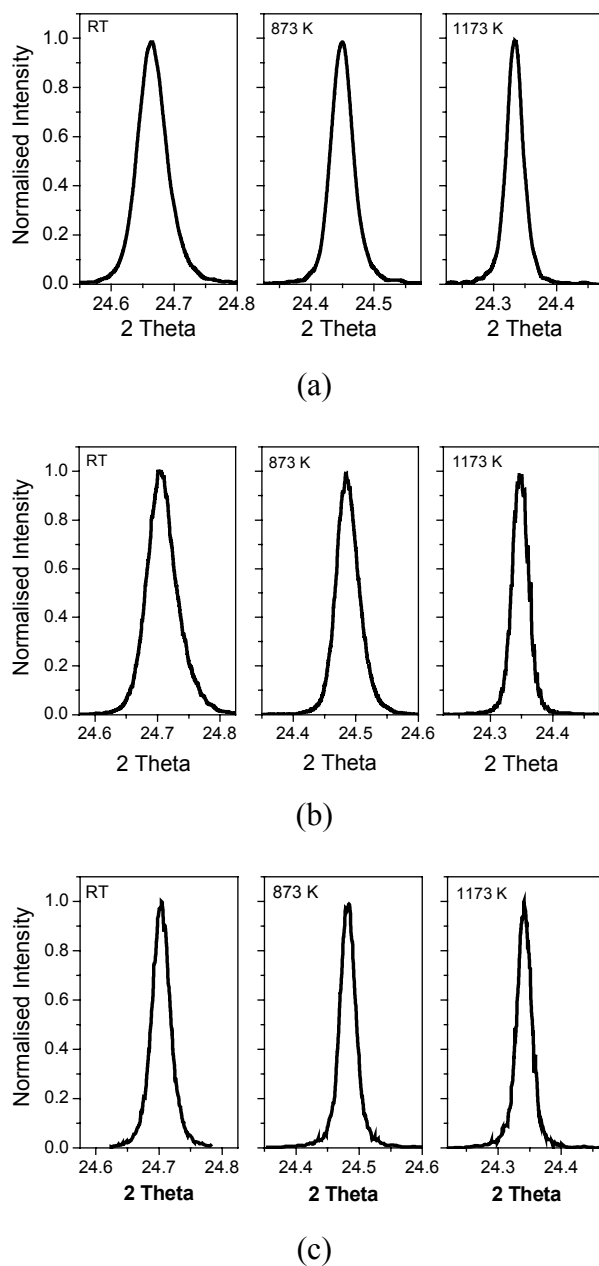 RT
873 K
1173 K
Normalised Intensity
1.0
0.8
0.6
0.4
0.2
0.0
24.6 24.7 24.8
24.4 24.5
24.3 24.4
2 Theta
2 Theta
2 Theta
(a)
RT
873 K
1173 K
Normalised Intensity
1.0
0.8
0.6
0.4
0.2
0.0
24.6 24.7 24.8
24.4 24.5 24.6
24.3 24.4
2 Theta
2 Theta
2 Theta
(b)
RT
873 K
1173 K
Normalised Intensity
1.0
0.8
0.6
0.4
0.2
0.0
24.6 24.7 24.8
24.4 24.5 24.6
24.3 24.4
2 Theta
2 Theta
2 Theta
(c)